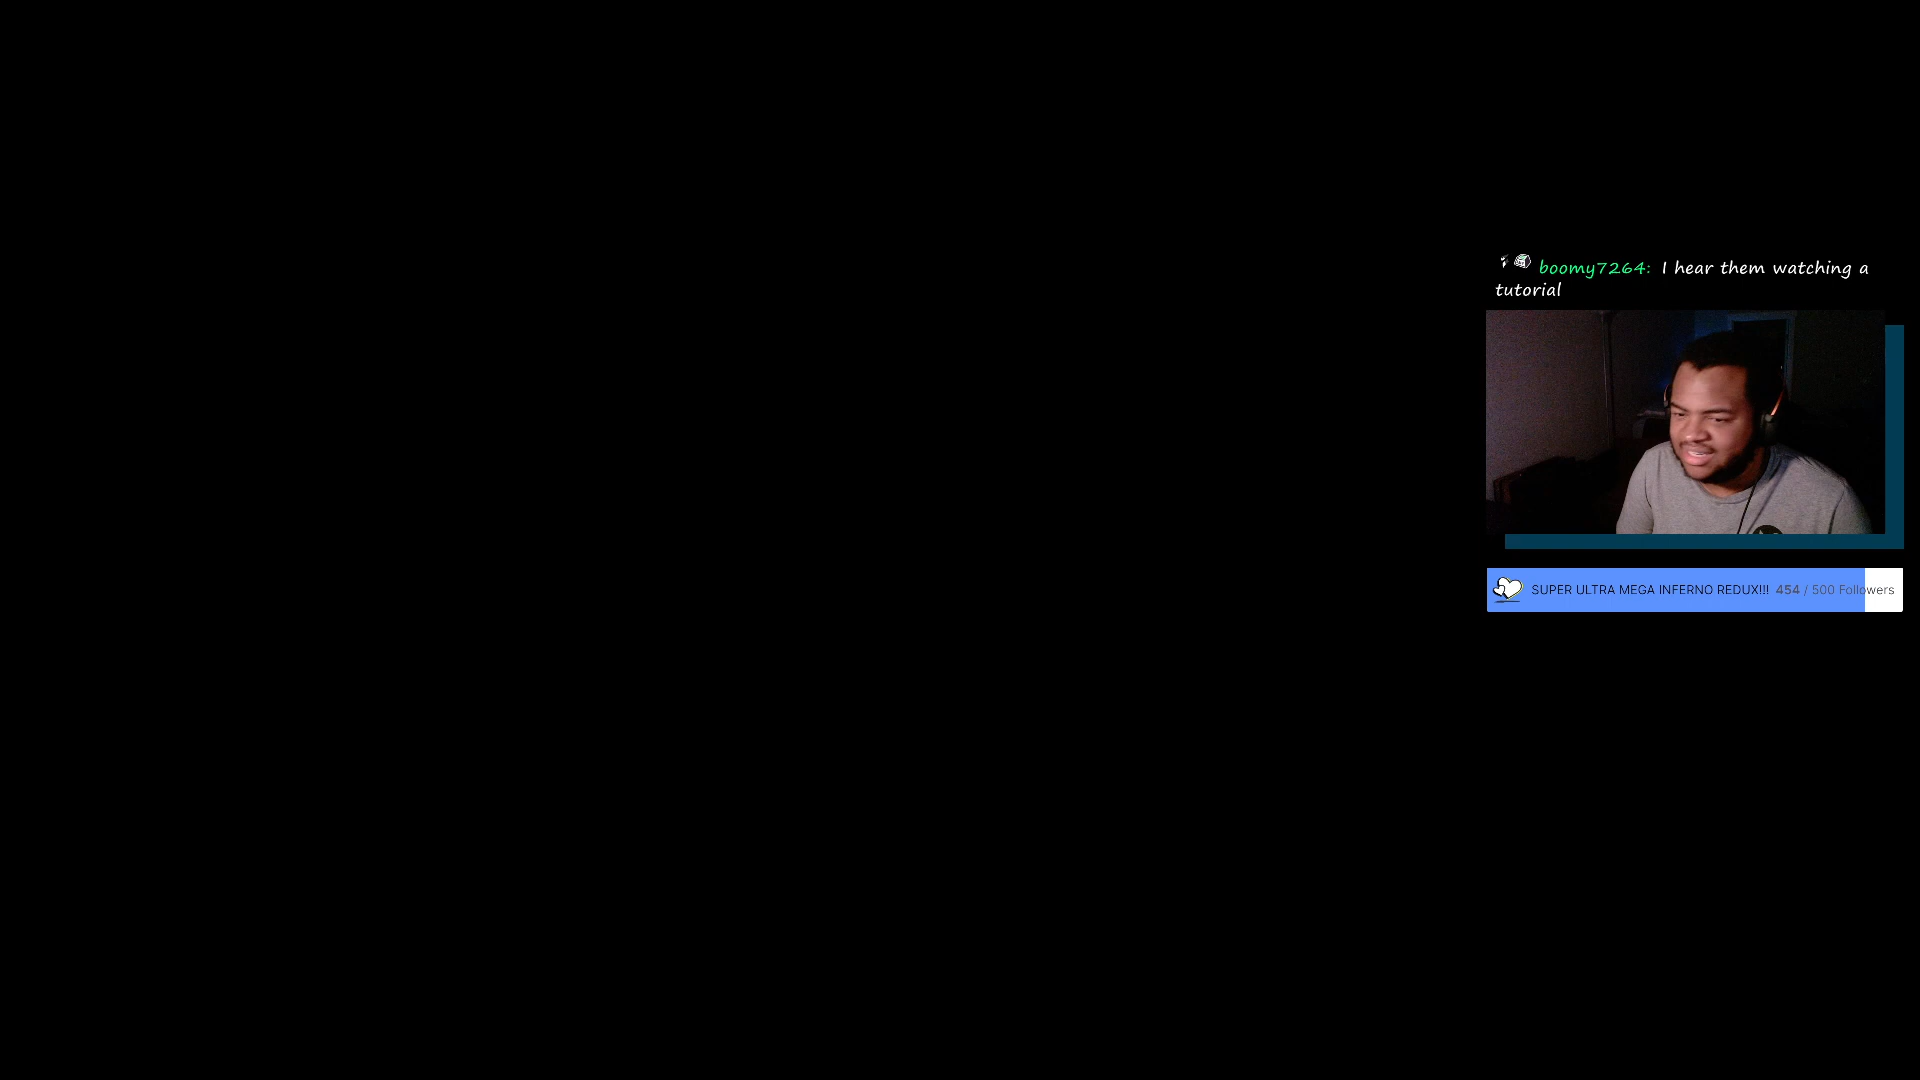 boomy7264: I hear them watching a
tutorial
SUPER ULTRA MEGA INFERNO REDUX!!! 454 / 500 Followers